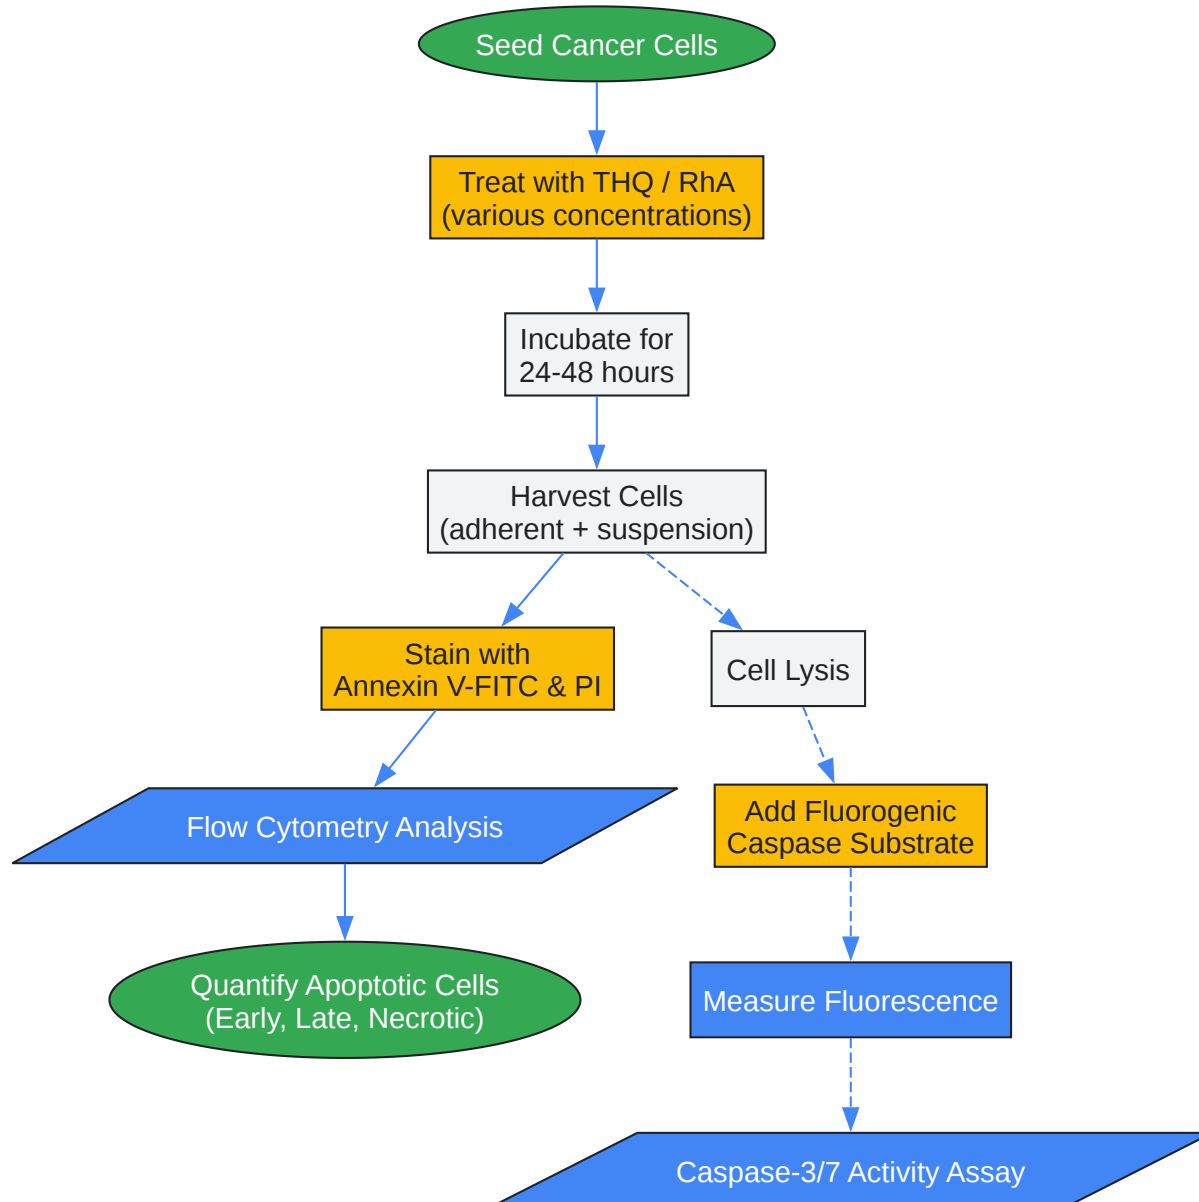 Seed Cancer Cells
Treat with THQ / RhA
(various concentrations)
Incubate for
24-48 hours
Harvest Cells
(adherent + suspension)
Stain with
Annexin V-FITC & PI
Cell Lysis
Flow Cytometry Analysis
Add Fluorogenic
Caspase Substrate
Quantify Apoptotic Cells
(Early, Late, Necrotic)
Measure Fluorescence
Caspase-3/7 Activity Assay